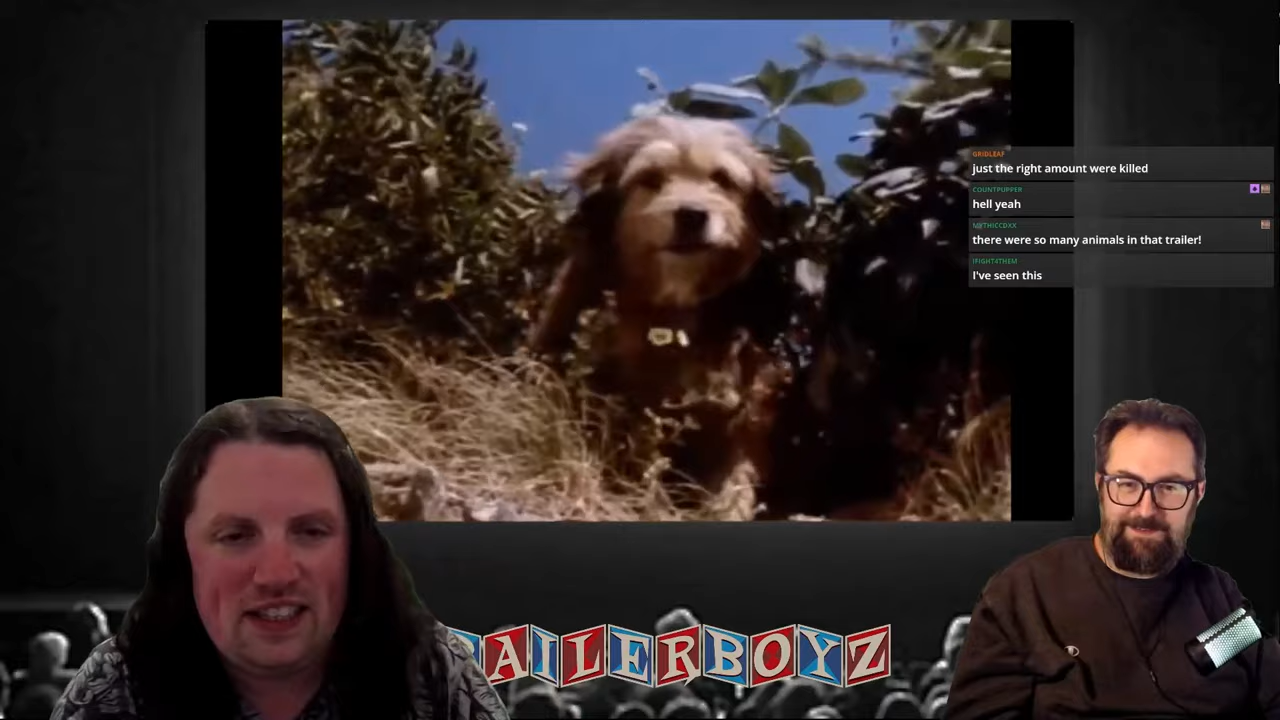 GRIDLEAF
just the right amount were killed
COUNTPUPPER
hell yeah
there were so many animals in that trailer!
IFIGHT4THEM
I've seen this
AILERBOYZ